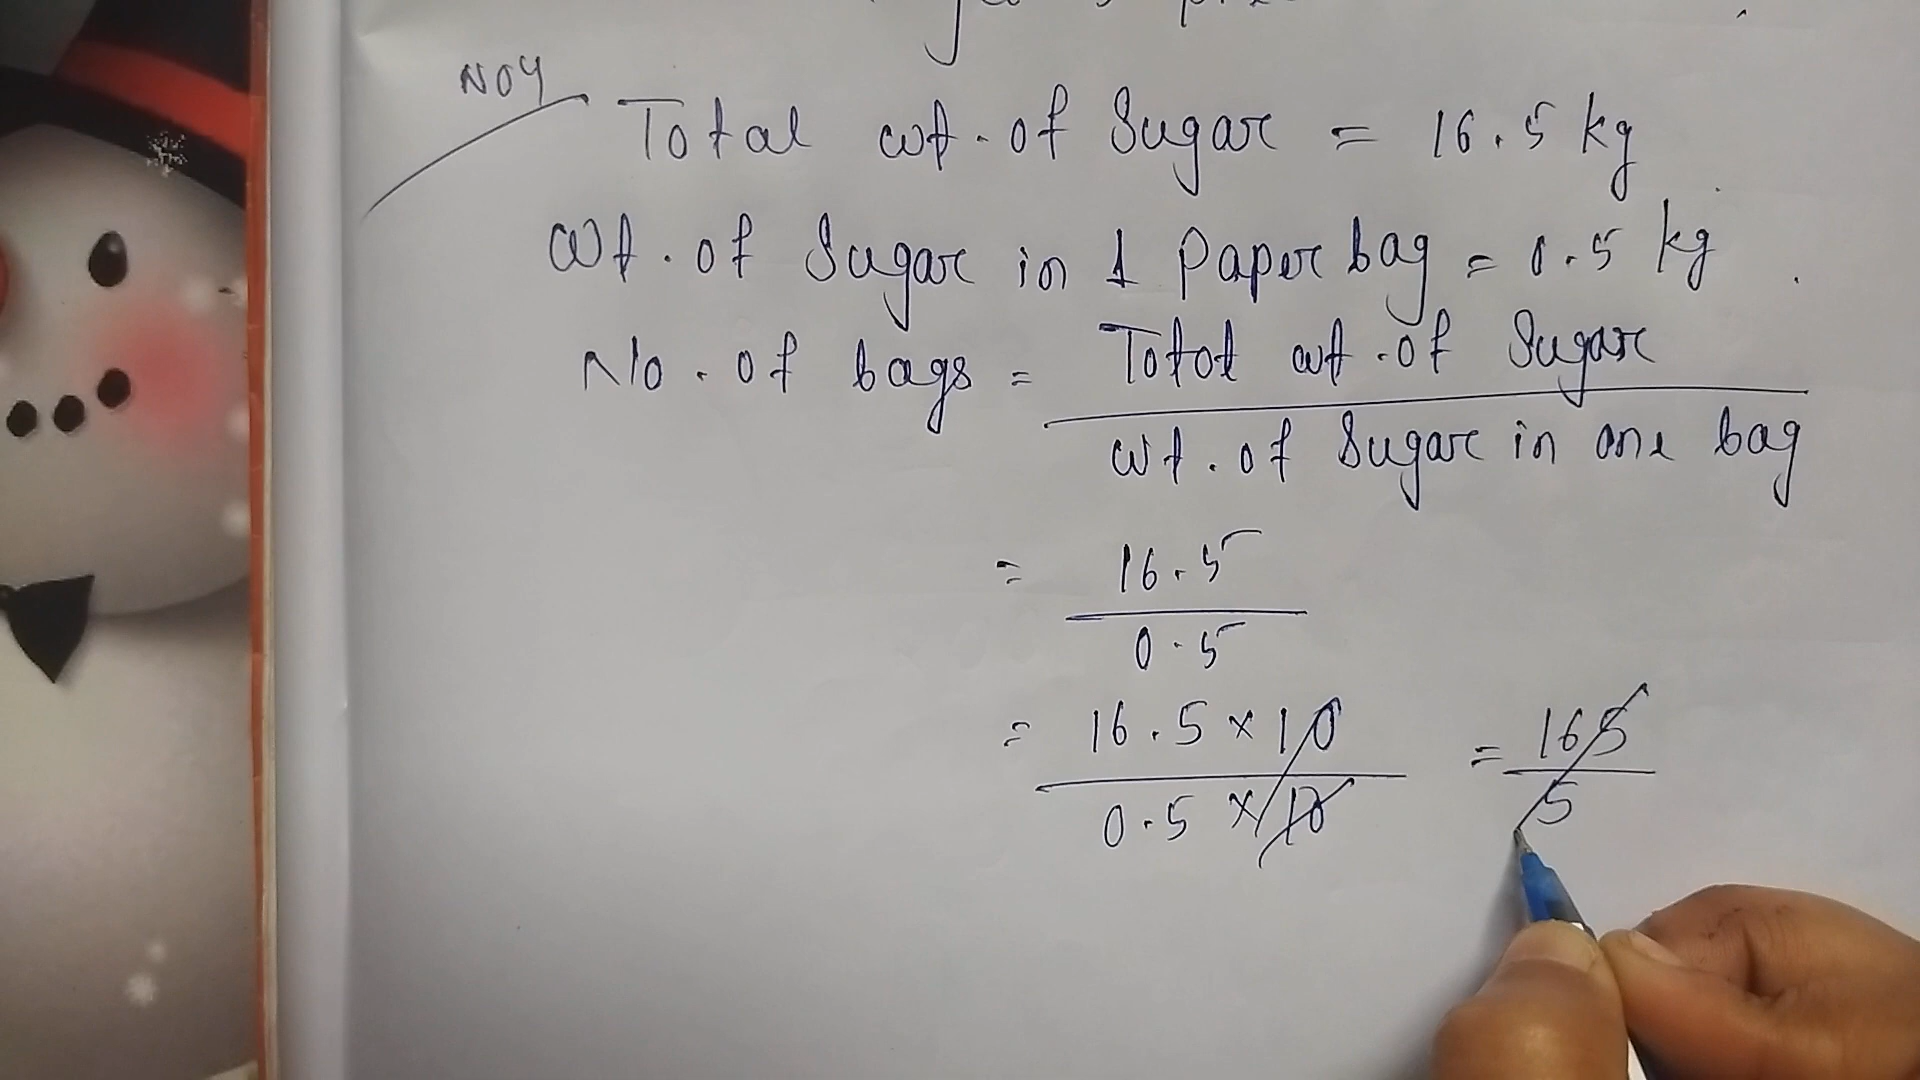 NO4
Total wt. of Sugar = 16.5 kg
Wt. of Sugar in 1 Paper bag = 0.5 kg.
No. of bags = Totot wt. of Sugar
wt. of Sugar in one bag
= 16.5
0.5
= 16.5 × 10 = 165
0.5 × 10 5